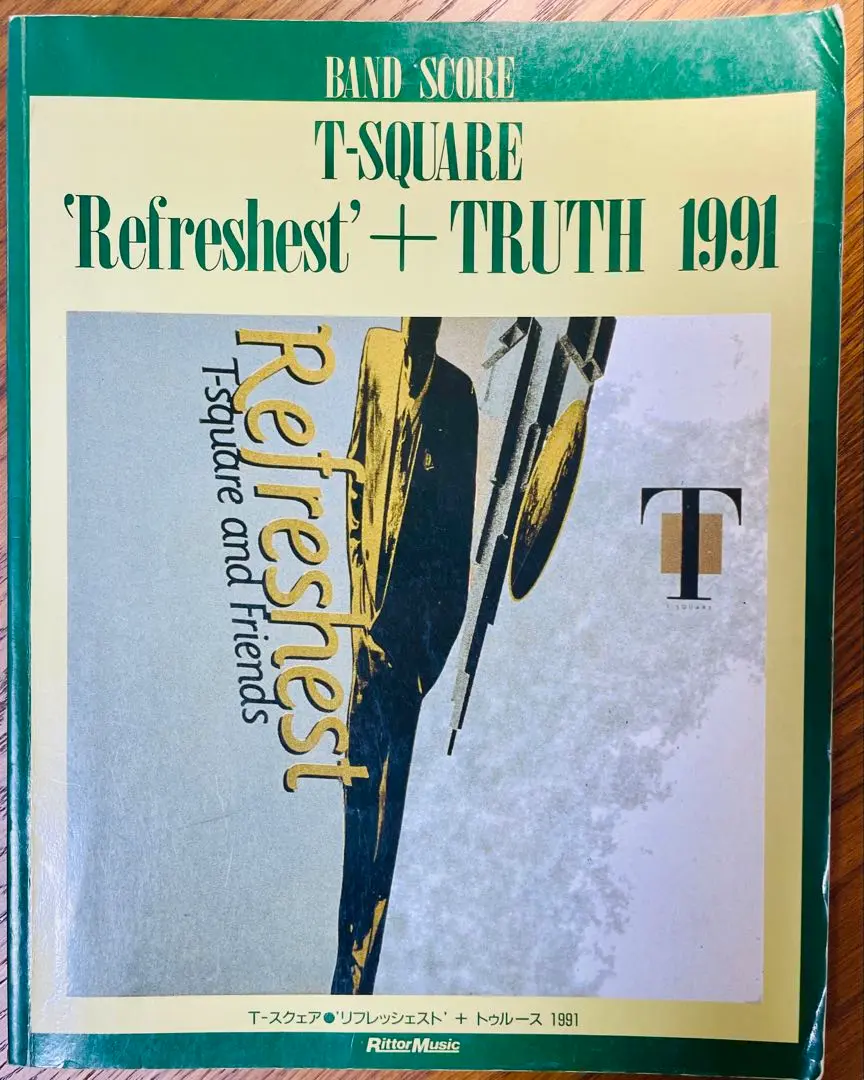 BAND SCORE
T-SQUARE
'Refreshest' + TRUTH 1991
Refreshest
T-square and Friends
T
T-SQUARE
T-スクェア●'リフレッシェスト' + トゥルース 1991
RittorMusic